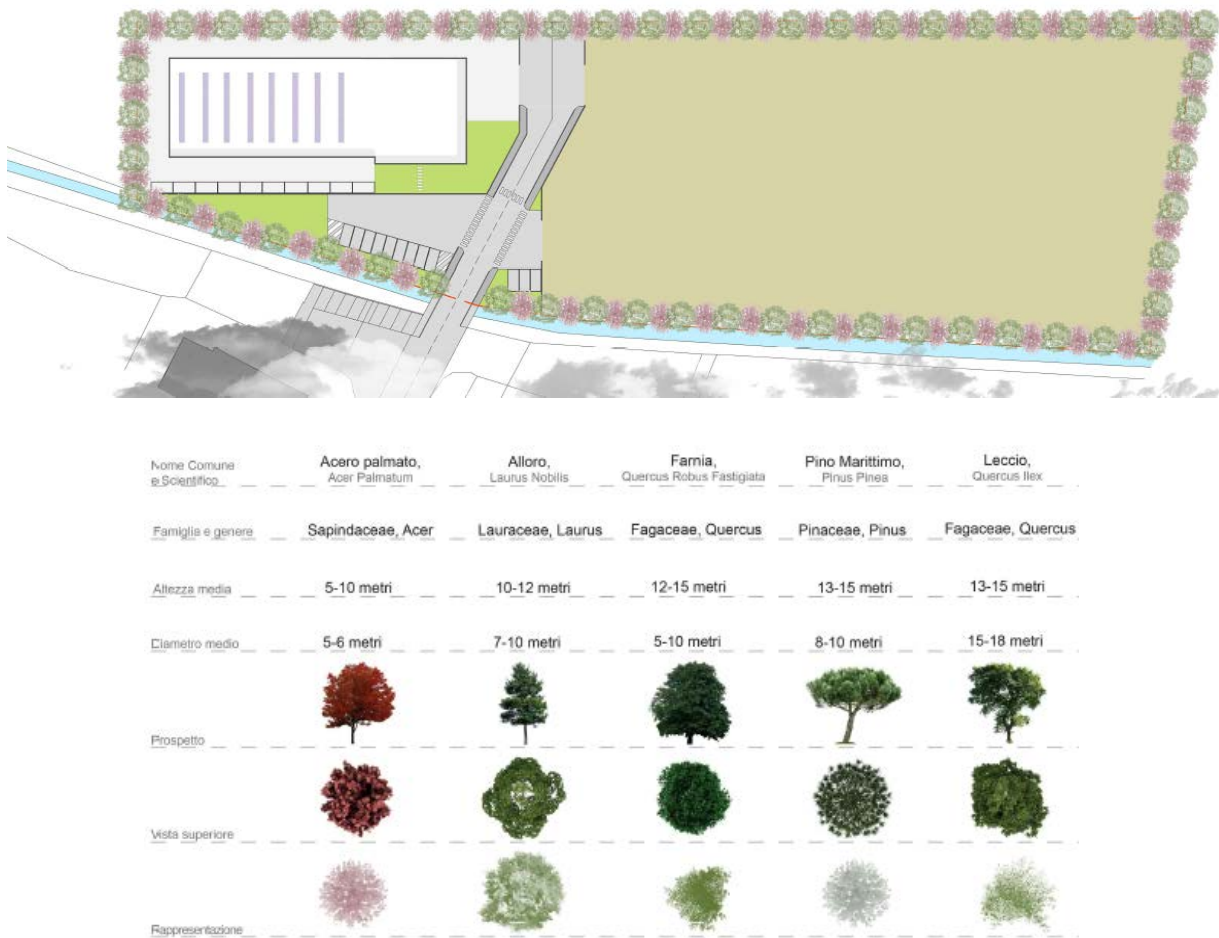 Nome Comune
e Scientifico
Acero palmato,
Acer Palmatum
Alloro,
Laurus Nobilis
Farnia,
Quercus Robus Fastigiata
Pino Marittimo,
Pinus Pinea
Leccio,
Quercus Ilex
Famiglia e genere
Sapindaceae, Acer
Lauraceae, Laurus
Fagaceae, Quercus
Pinaceae, Pinus
Fagaceae, Quercus
Altezza media
5-10 metri
10-12 metri
12-15 metri
13-15 metri
13-15 metri
Diametro medio
5-6 metri
7-10 metri
5-10 metri
8-10 metri
15-18 metri
Prospetto
Vista superiore
Rappresentazione